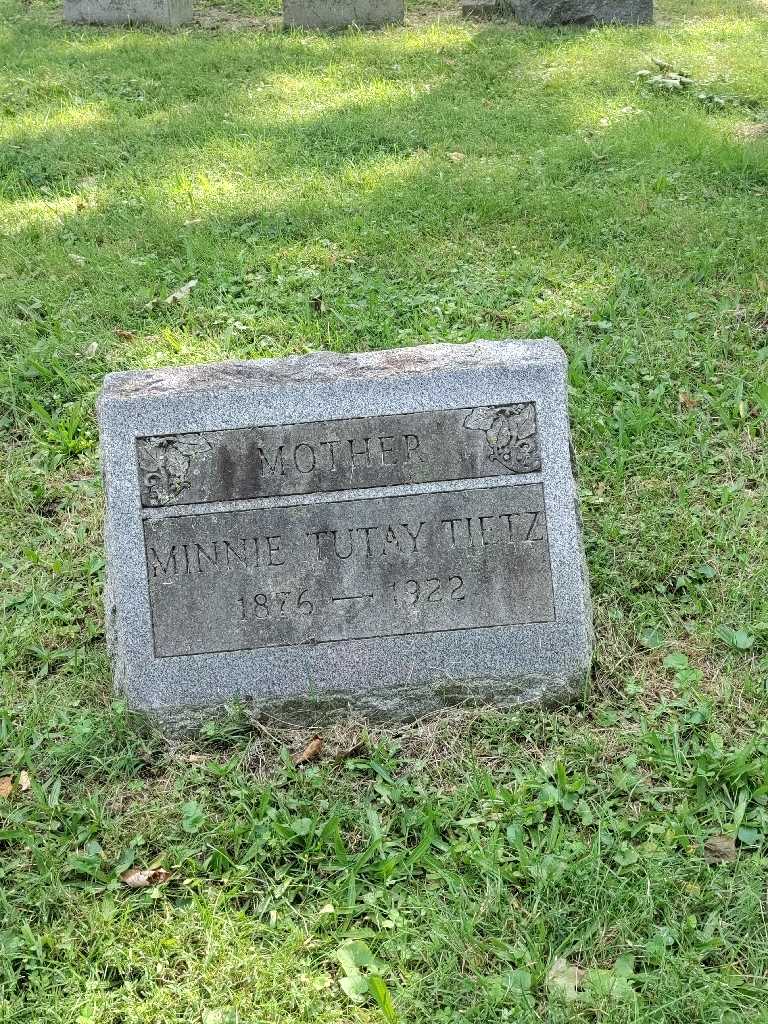 MOTHER
MINNIE TUTAY TIETZ
1876 — 1922